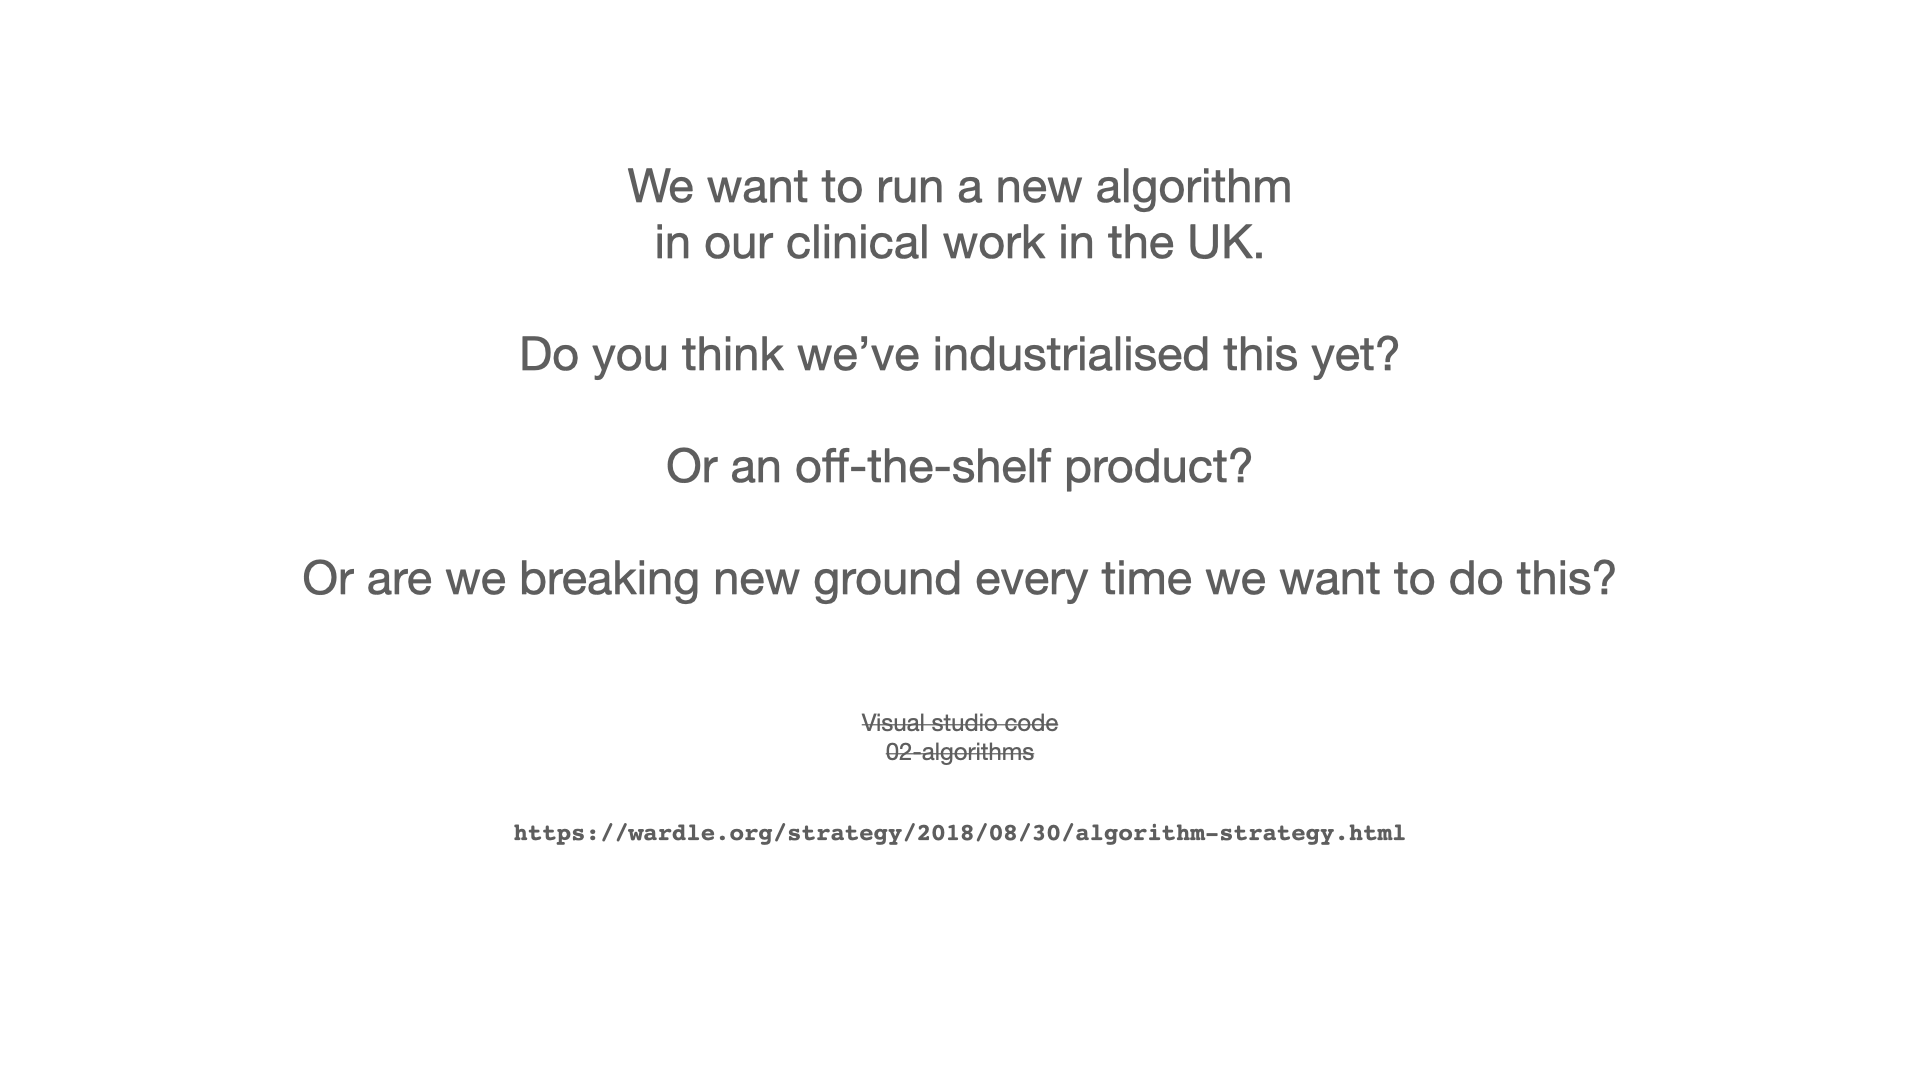 We want to run a new algorithm
in our clinical work in the UK.
Do you think we’ve industrialised this yet?
Or an off-the-shelf product?
Or are we breaking new ground every time we want to do this?
Visual studio code
02-algorithms
https://wardle.org/strategy/2018/08/30/algorithm-strategy.html